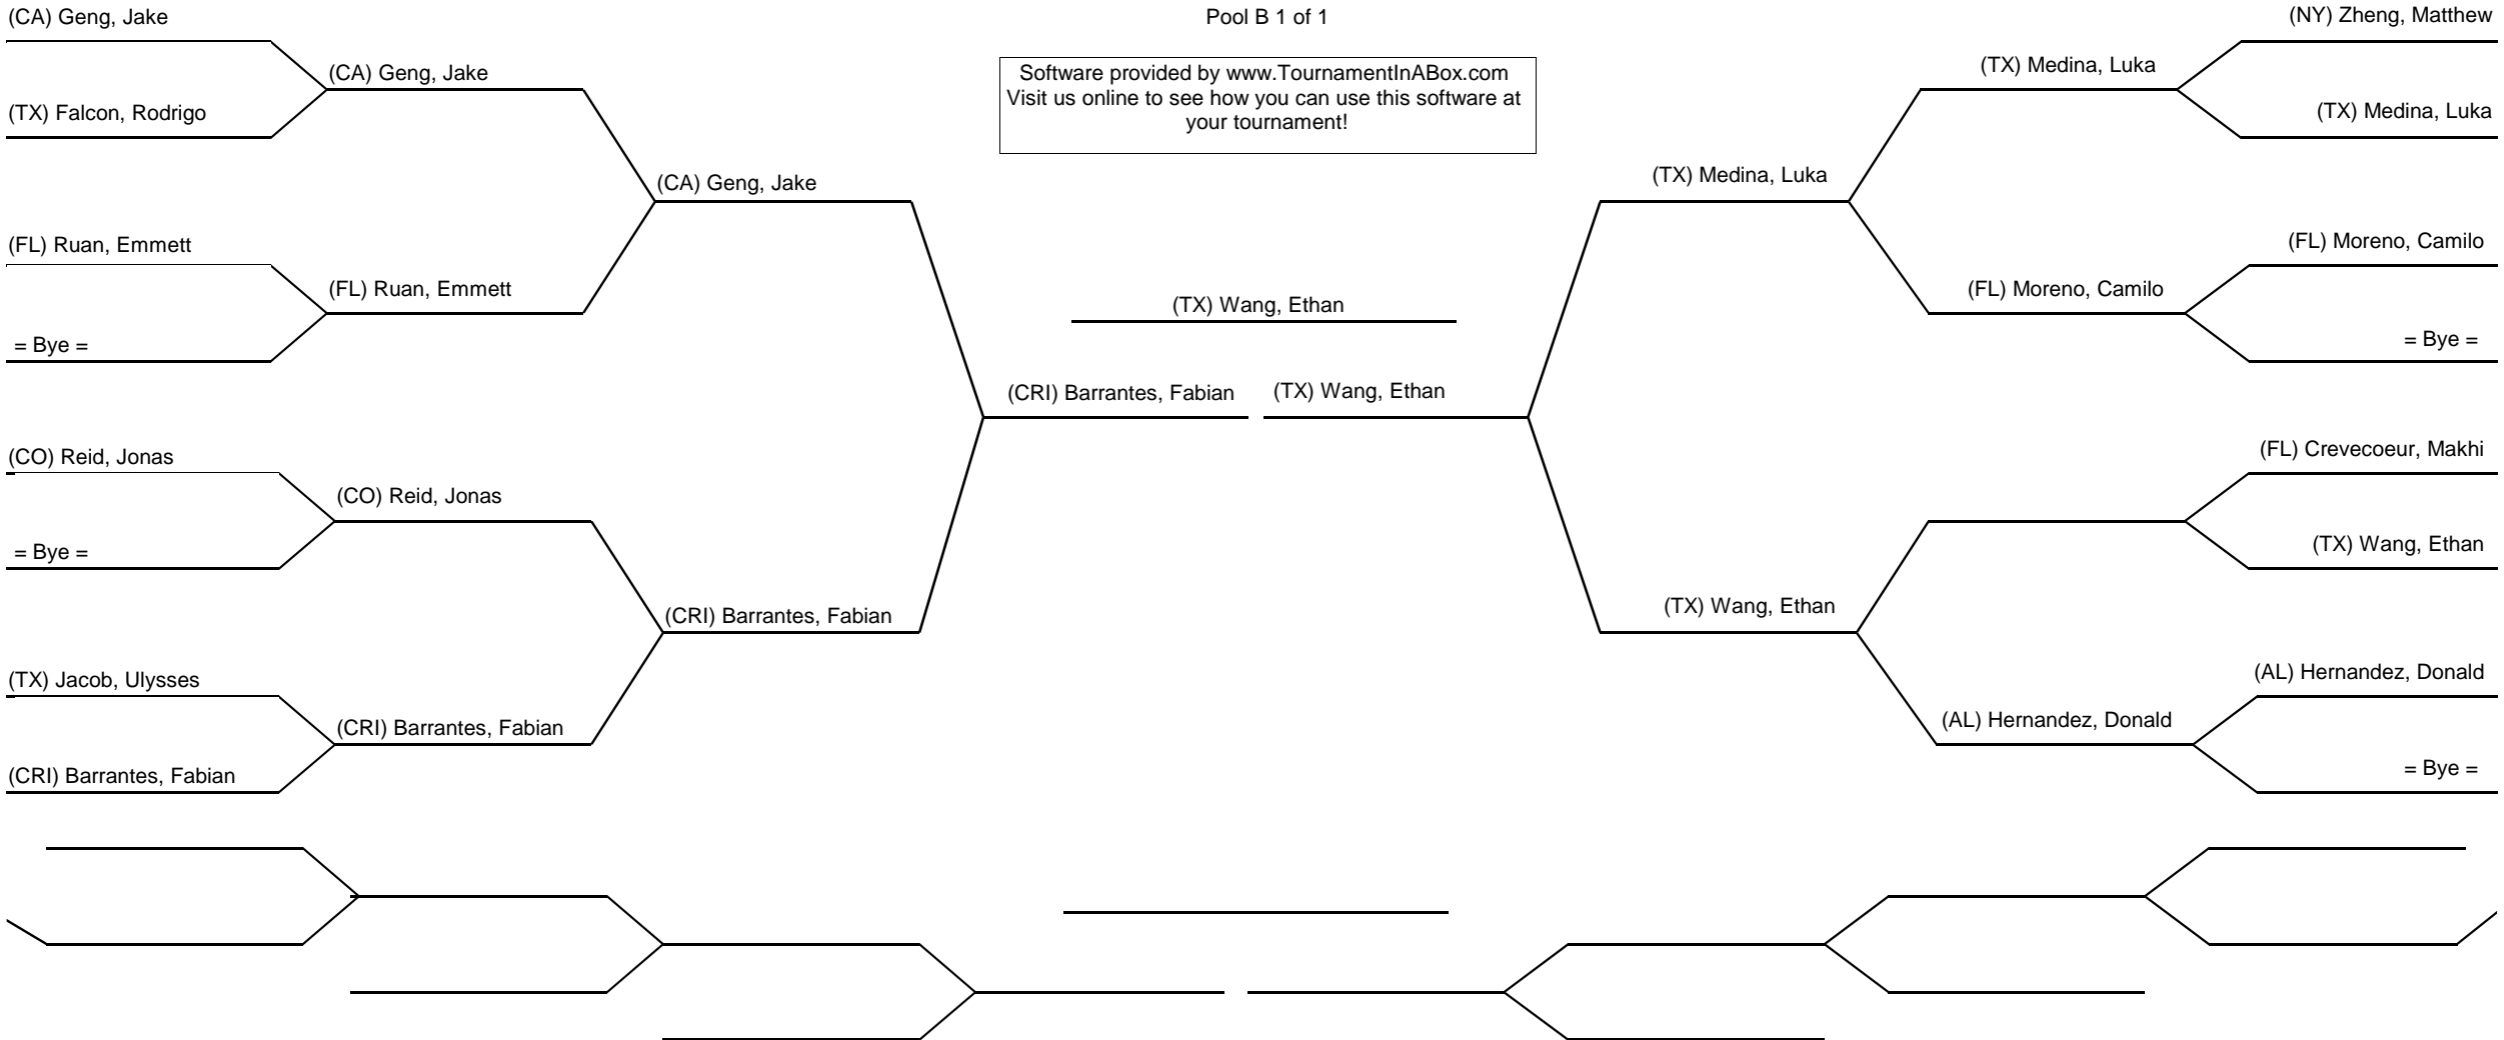 (CA) Geng, Jake
Pool B 1 of 1
(NY) Zheng, Matthew
Software provided by www.TournamentInABox.com
Visit us online to see how you can use this software at
your tournament!
(CA) Geng, Jake
(TX) Medina, Luka
(TX) Falcon, Rodrigo
(TX) Medina, Luka
(CA) Geng, Jake
(TX) Medina, Luka
(FL) Ruan, Emmett
(FL) Moreno, Camilo
(FL) Ruan, Emmett
(TX) Wang, Ethan
(FL) Moreno, Camilo
= Bye =
= Bye =
(CRI) Barrantes, Fabian
(TX) Wang, Ethan
(CO) Reid, Jonas
(FL) Crevecoeur, Makhi
(CO) Reid, Jonas
= Bye =
(TX) Wang, Ethan
(CRI) Barrantes, Fabian
(TX) Wang, Ethan
(TX) Jacob, Ulysses
(AL) Hernandez, Donald
(CRI) Barrantes, Fabian
(AL) Hernandez, Donald
(CRI) Barrantes, Fabian
= Bye =